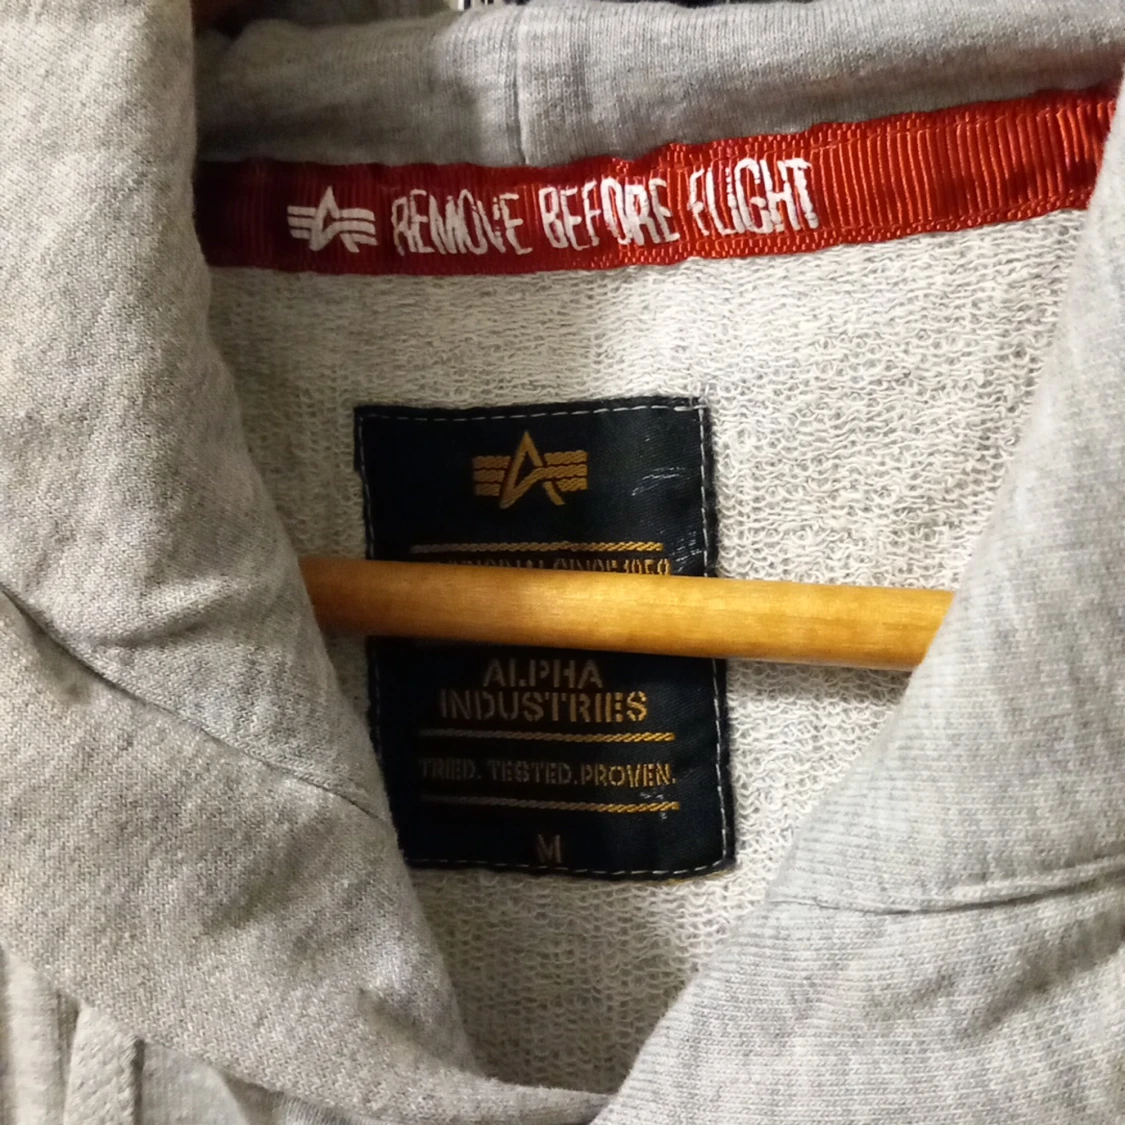 REMOVE BEFORE FLIGHT
ALPHA
INDUSTRIES
TRIED. TESTED. PROVEN.
M